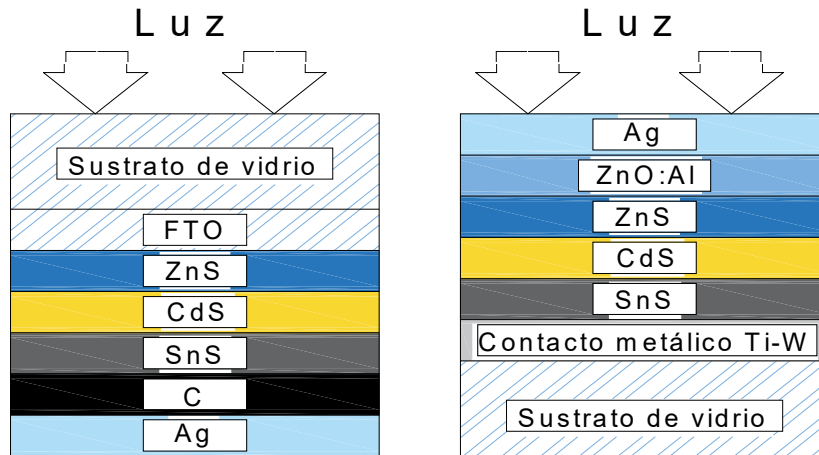 Luz
Sustrato de vidrio
FTO
ZnS
CdS
SnS
C
Ag
Luz
Ag
ZnO:Al
ZnS
CdS
SnS
Contacto metálico Ti-W
Sustrato de vidrio